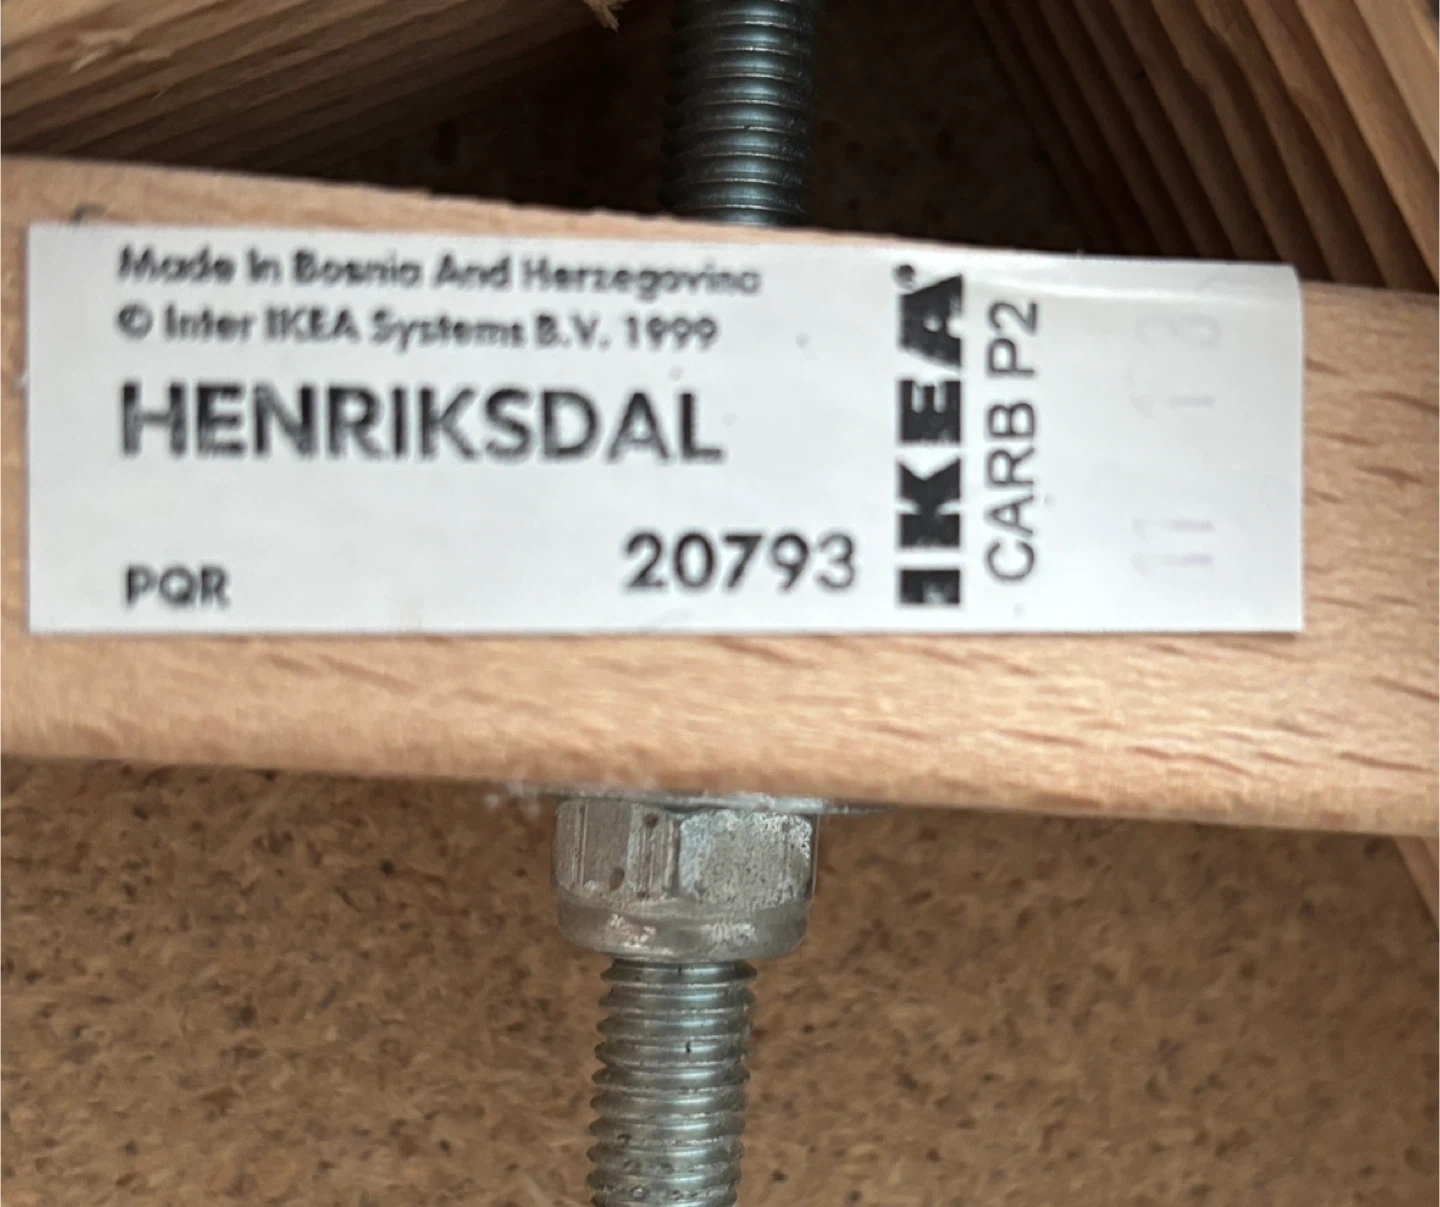 Made In Bosnia And Herzegovina
© Inter IKEA Systems B.V. 1999
HENRIKSDAL
PQR
20793
IKEA®
CARB P2